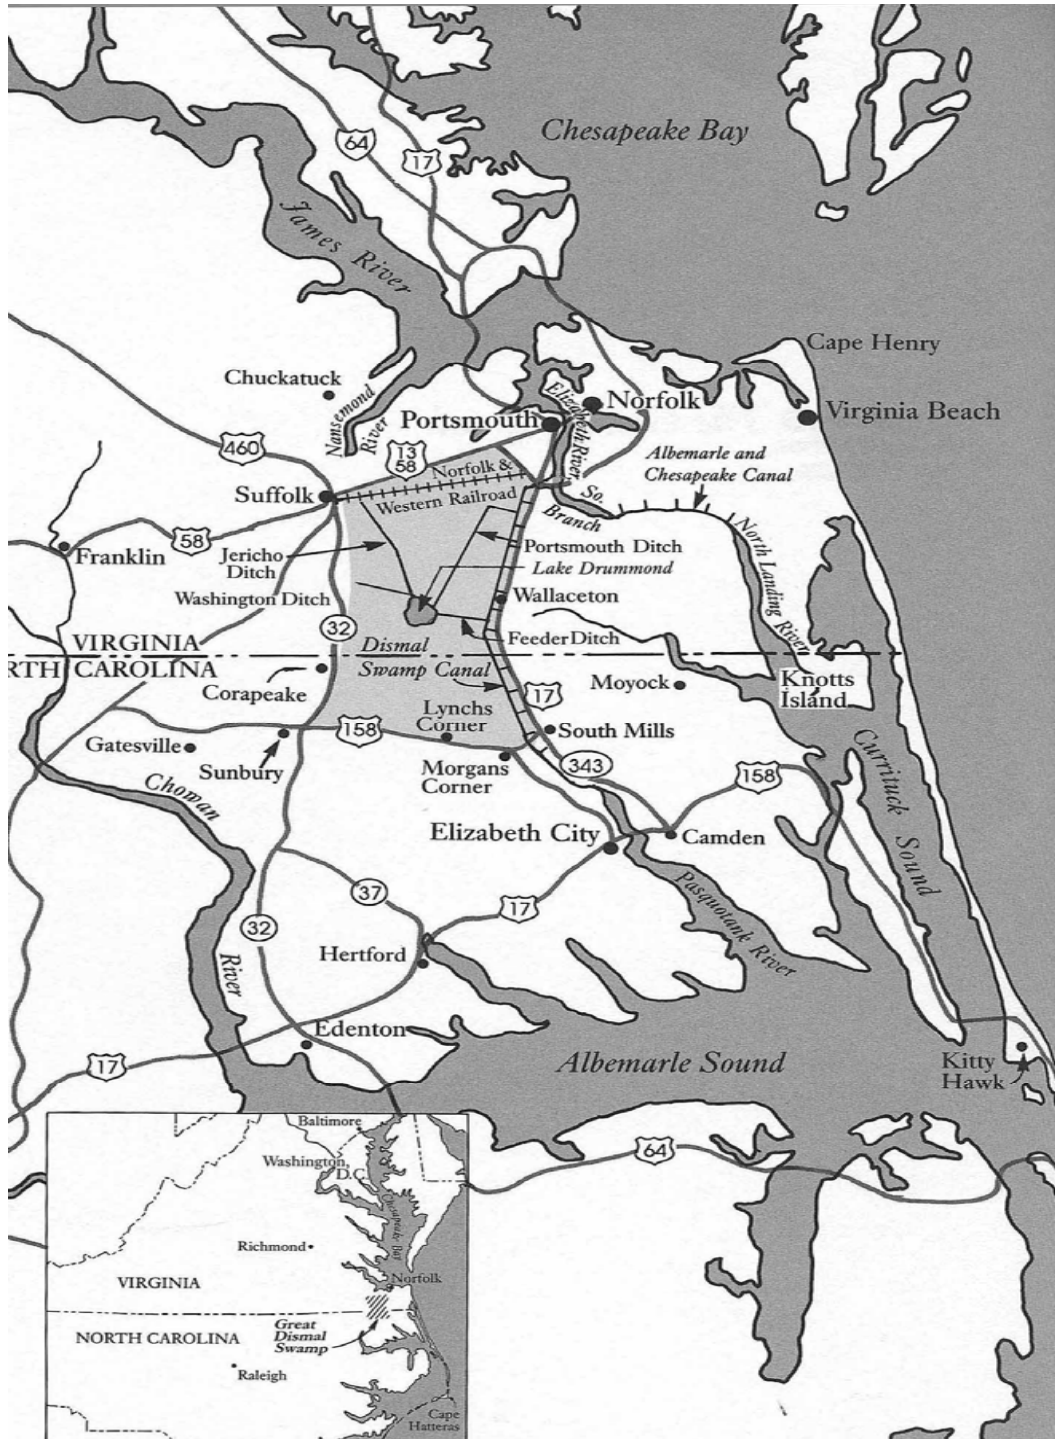 Chesapeake Bay
64
17
James River
Cape Henry
Chuckatuck
Nansemond
River
Elizabeth River
Norfolk
Virginia Beach
Portsmouth
460
13
58
Norfolk &
Western Railroad
Albemarle and
Chesapeake Canal
Suffolk
So.
Branch
58
Franklin
Jericho
Ditch
Portsmouth Ditch
Lake Drummond
North Landing River
Washington Ditch
Wallaceton
32
Feeder Ditch
VIRGINIA
RTH CAROLINA
Dismal
Swamp Canal
Corapeake
17
Moyock
Knotts
Island
Lynchs
Corner
158
South Mills
Gatesville
Sunbury
Morgans
Corner
343
158
Currituck
Sound
Chowan
River
Elizabeth City
Camden
37
17
Pasquotank River
32
Hertford
Edenton
17
Albemarle Sound
Kitty
Hawk
64
Baltimore
Washington,
D.C.
Chesapeake Bay
Richmond
VIRGINIA
Norfolk
NORTH CAROLINA
Great
Dismal
Swamp
Raleigh
Cape
Hatteras